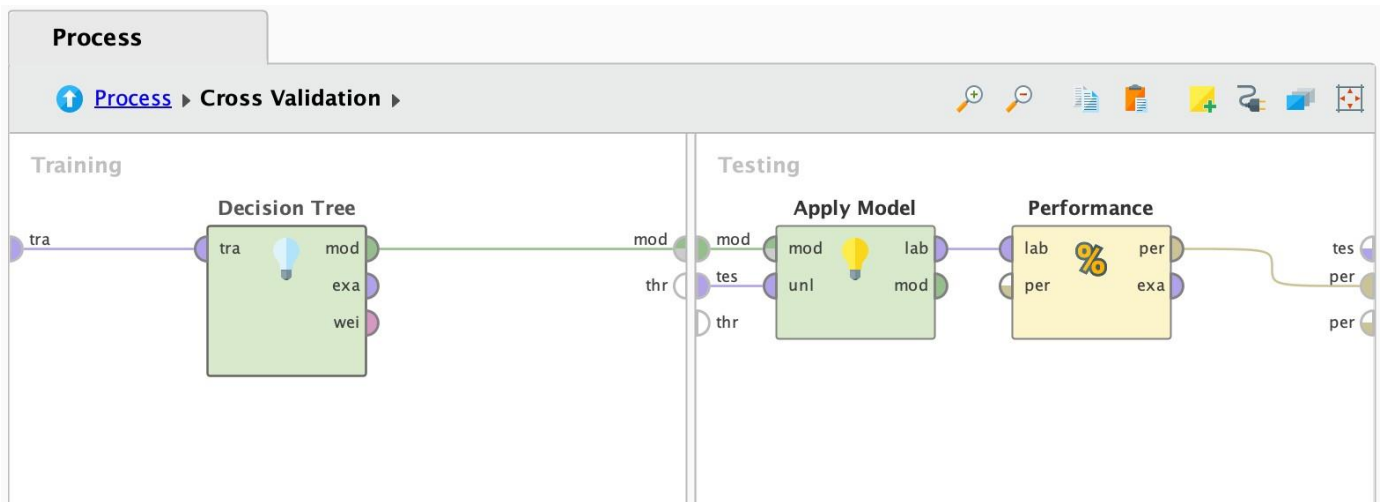 Process
Process ▸ Cross Validation ▸
Training
Testing
Decision Tree
Apply Model
Performance
tra
tra
mod
exa
wei
mod
thr
mod
tes
thr
mod
unl
lab
mod
lab
per
%
per
exa
tes
per
per